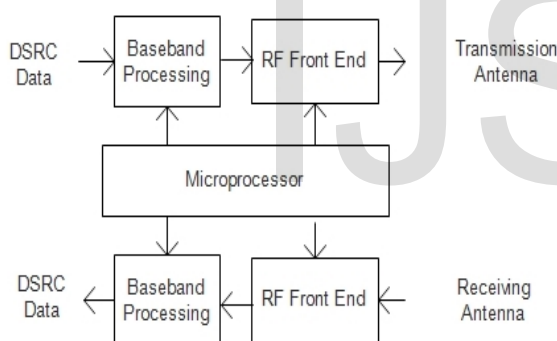 DSRC
Data
Baseband
Processing
RF Front End
Transmission
Antenna
Microprocessor
DSRC
Data
Baseband
Processing
RF Front End
Receiving
Antenna
IJS